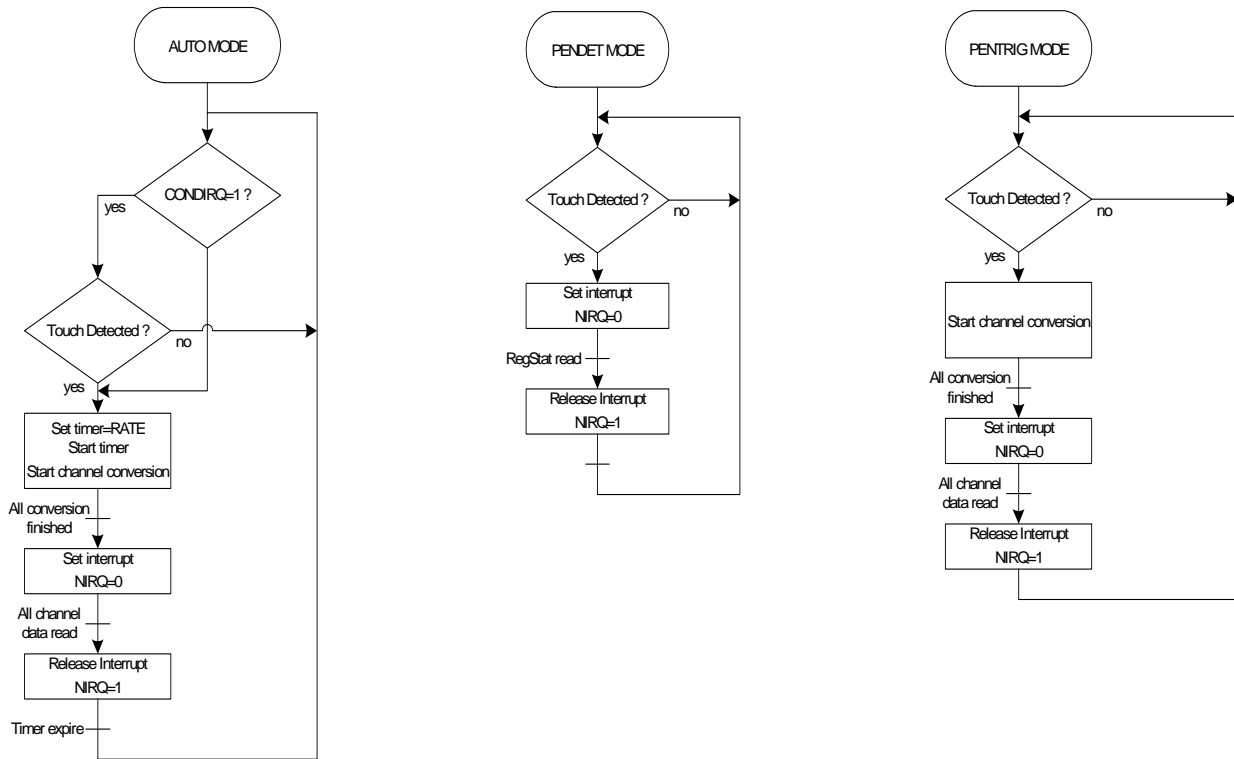 AUTO MODE
CONDIRQ=1 ?
yes
Touch Detected ?
no
yes
Set timer=RATE
Start timer
Start channel conversion
All conversion
finished
Set interrupt
NIRQ=0
All channel
data read
Release Interrupt
NIRQ=1
Timer expire
PENDET MODE
Touch Detected ?
no
yes
Set interrupt
NIRQ=0
RegStat read
Release Interrupt
NIRQ=1
PENTRIG MODE
Touch Detected ?
no
yes
Start channel conversion
All conversion
finished
Set interrupt
NIRQ=0
All channel
data read
Release Interrupt
NIRQ=1